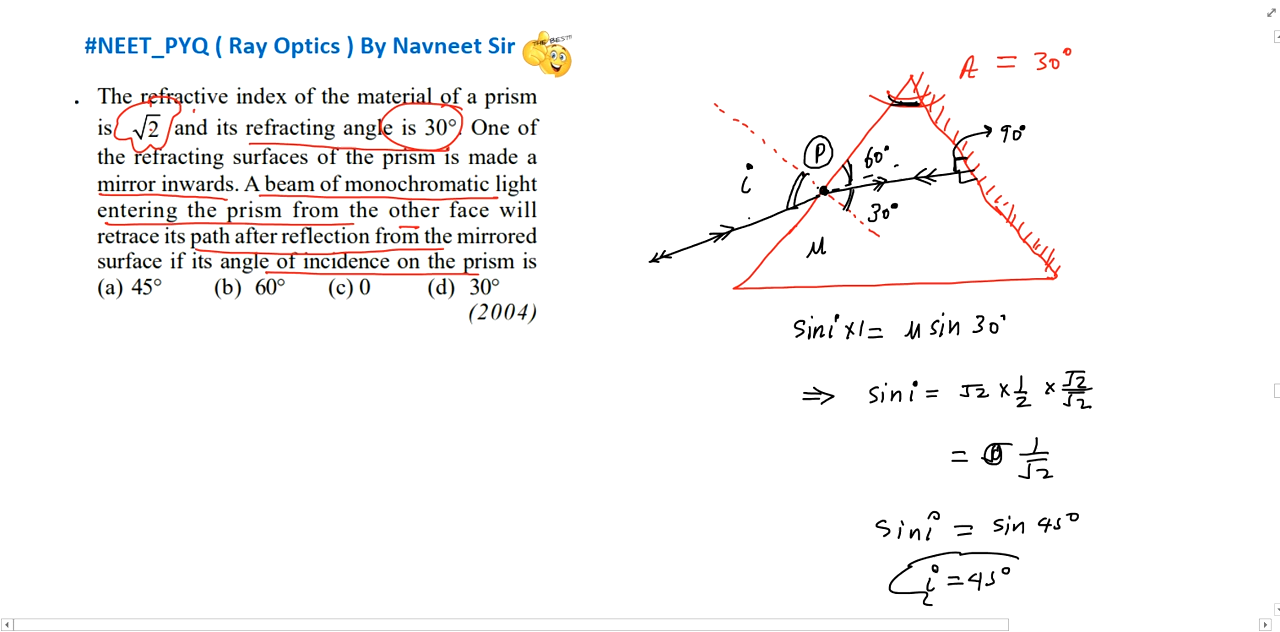 #NEET_PYQ ( Ray Optics ) By Navneet Sir
THE BEST!!
. The refractive index of the material of a prism
is √2 and its refracting angle is 30°. One of
the refracting surfaces of the prism is made a
mirror inwards. A beam of monochromatic light
entering the prism from the other face will
retrace its path after reflection from the mirrored
surface if its angle of incidence on the prism is
(a) 45° (b) 60° (c) 0 (d) 30°
(2004)
A = 30°
90°
P
60°
i
30°
μ
sin i × 1 = μ sin 30°
⇒ sin i = √2 × 1/2 × √2/√2
= 1/√2
sin i = sin 45°
i = 45°